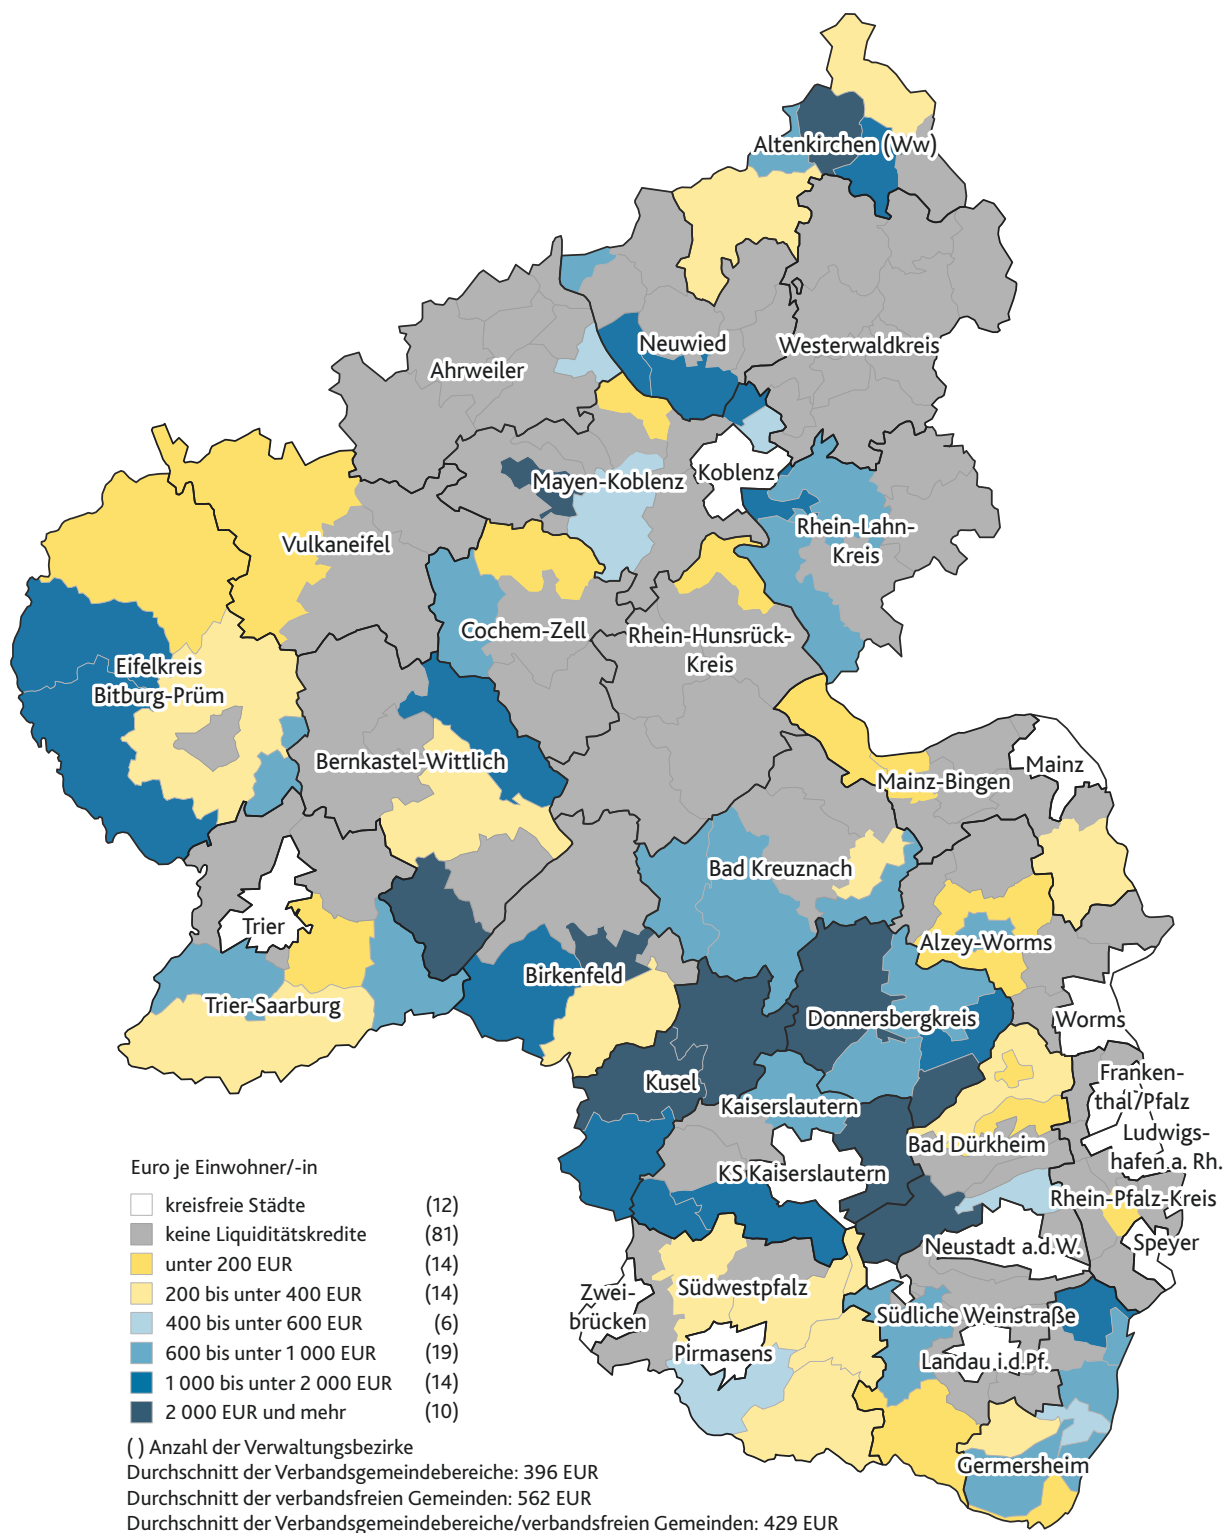 Altenkirchen (Ww)
Neuwied
Westerwaldkreis
Ahrweiler
Koblenz
Mayen-Koblenz
Rhein-Lahn-
Kreis
Vulkaneifel
Cochem-Zell
Rhein-Hunsrück-
Kreis
Eifelkreis
Bitburg-Prüm
Bernkastel-Wittlich
Mainz
Mainz-Bingen
Bad Kreuznach
Trier
Alzey-Worms
Birkenfeld
Trier-Saarburg
Donnersbergkreis
Worms
Kusel
Franken-
thal/Pfalz
Kaiserslautern
Ludwigs-
hafen a. Rh.
Bad Dürkheim
KS Kaiserslautern
Rhein-Pfalz-Kreis
Neustadt a.d.W.
Speyer
Südwestpfalz
Zwei-
brücken
Südliche Weinstraße
Pirmasens
Landau i.d.Pf.
Germersheim
Euro je Einwohner/-in
kreisfreie Städte (12)
keine Liquiditätskredite (81)
unter 200 EUR (14)
200 bis unter 400 EUR (14)
400 bis unter 600 EUR (6)
600 bis unter 1 000 EUR (19)
1 000 bis unter 2 000 EUR (14)
2 000 EUR und mehr (10)
( ) Anzahl der Verwaltungsbezirke
Durchschnitt der Verbandsgemeindebereiche: 396 EUR
Durchschnitt der verbandsfreien Gemeinden: 562 EUR
Durchschnitt der Verbandsgemeindebereiche/verbandsfreien Gemeinden: 429 EUR